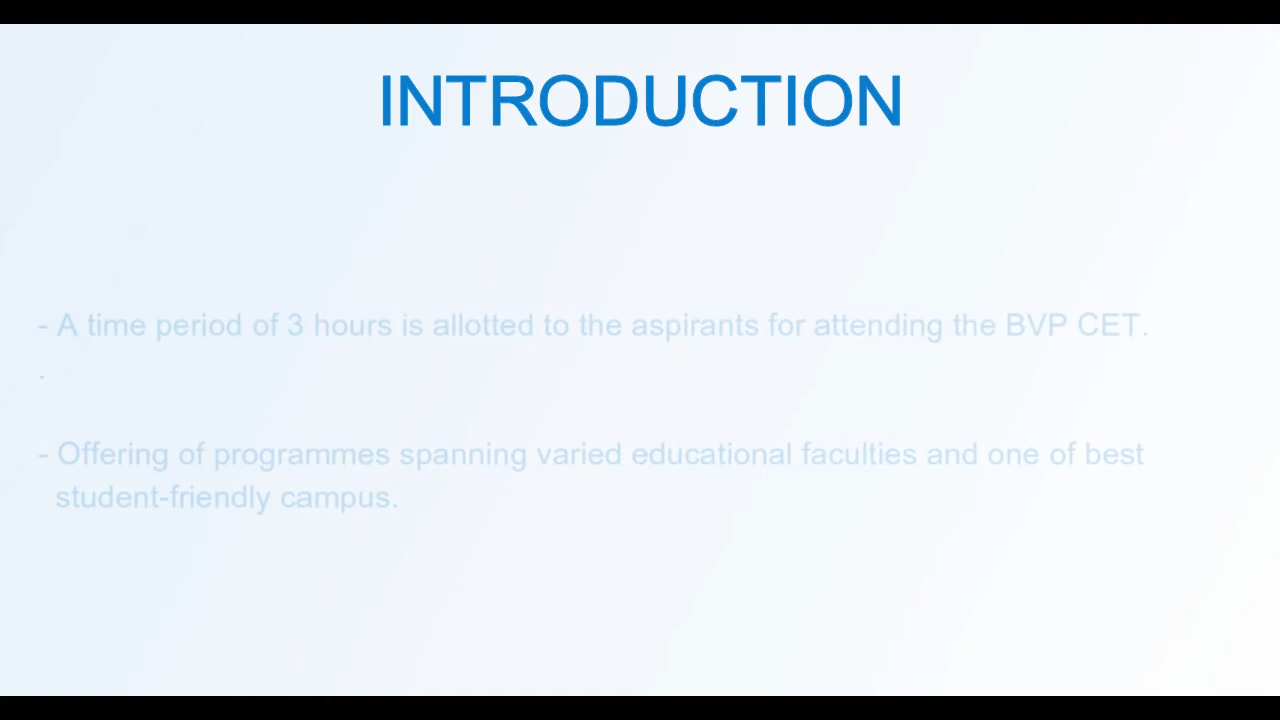 INTRODUCTION
- A time period of 3 hours is allotted to the aspirants for attending the BVP CET.
.
- Offering of programmes spanning varied educational faculties and one of best
student-friendly campus.